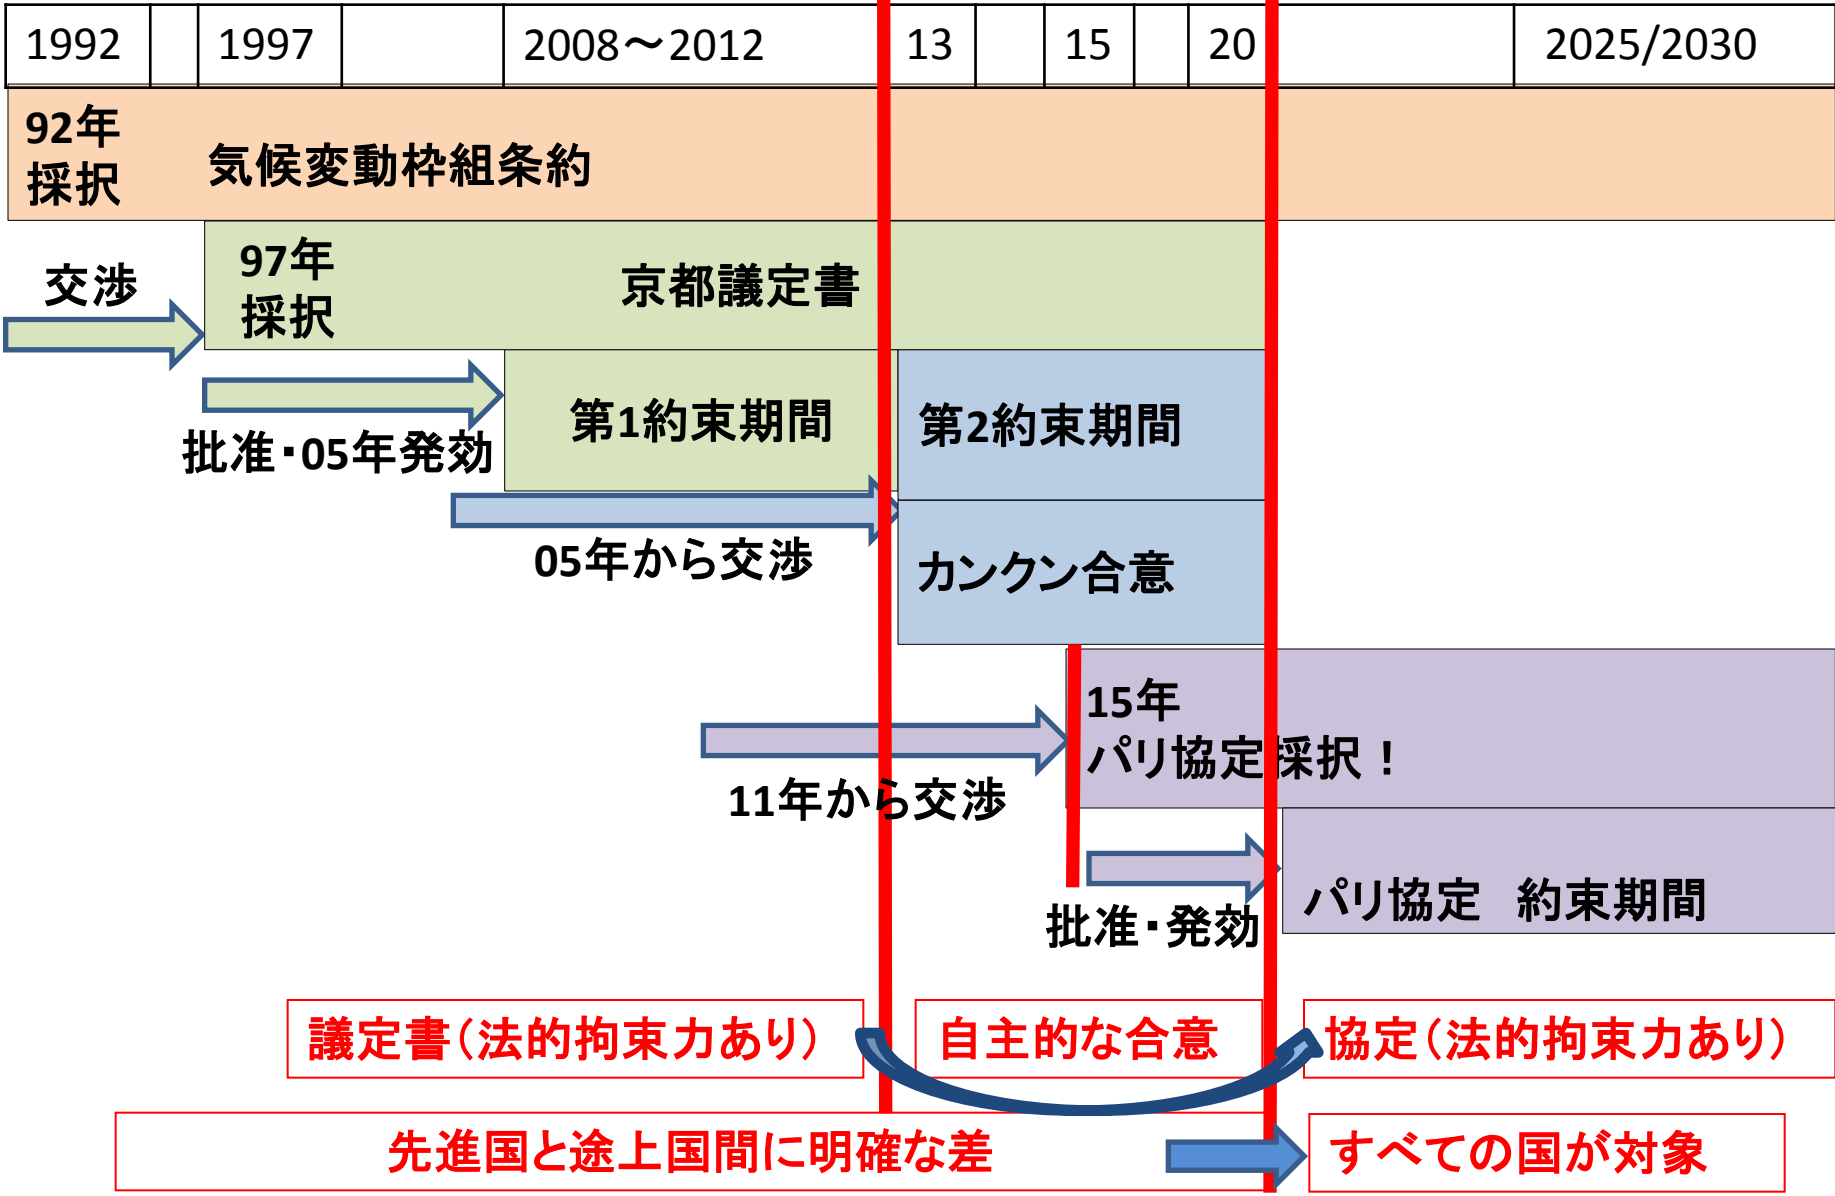 1992 1997 2008～2012 13 15 20 2025/2030
92年
採択
気候変動枠組条約
交渉
97年
採択
京都議定書
批准・05年発効
第1約束期間
第2約束期間
05年から交渉
カンクン合意
15年
パリ協定採択！
11年から交渉
批准・発効
パリ協定　約束期間
議定書（法的拘束力あり）
自主的な合意
協定（法的拘束力あり）
先進国と途上国間に明確な差
すべての国が対象